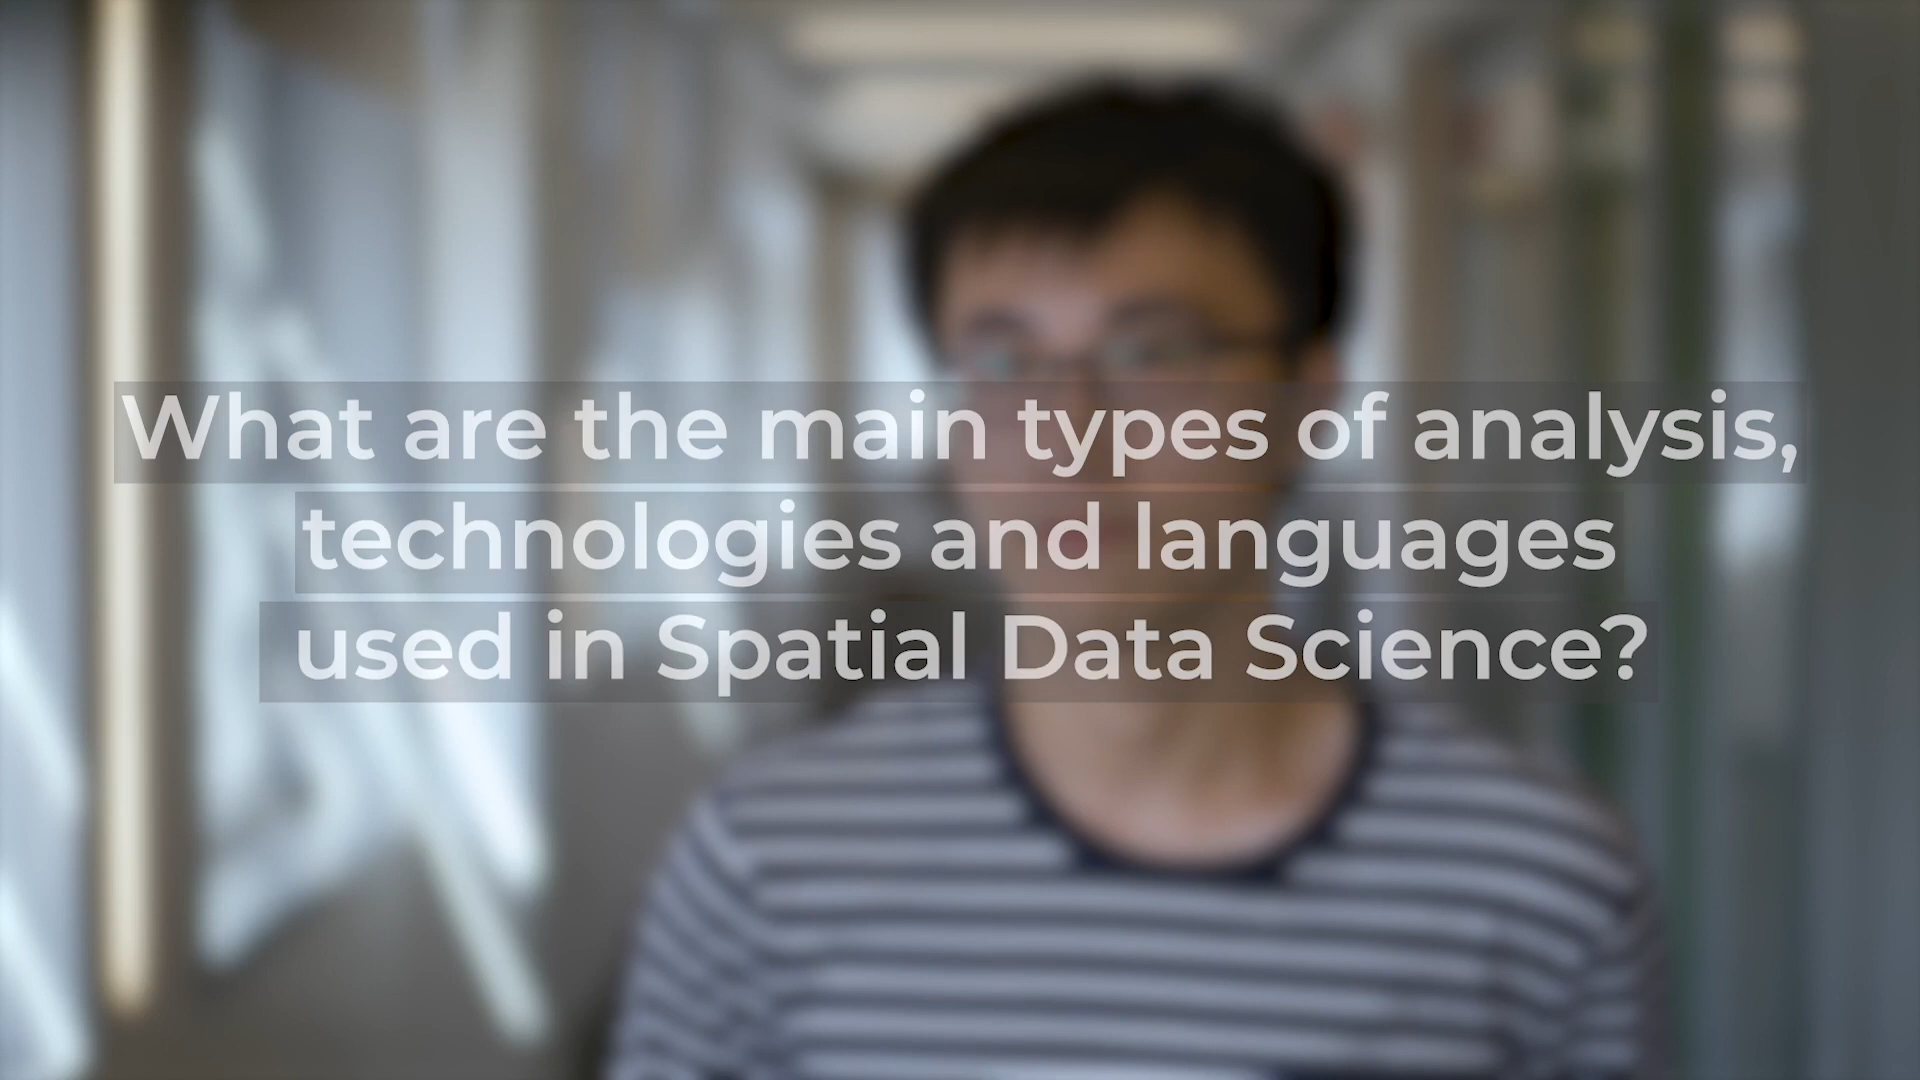 What are the main types of analysis,
technologies and languages
used in Spatial Data Science?